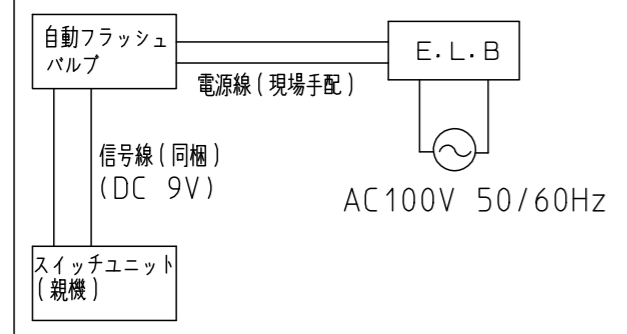 自動フラッシュ
バルブ
E.L.B
電源線(現場手配)
信号線(同梱)
(DC 9V)
AC100V 50/60Hz
スイッチユニット
(親機)